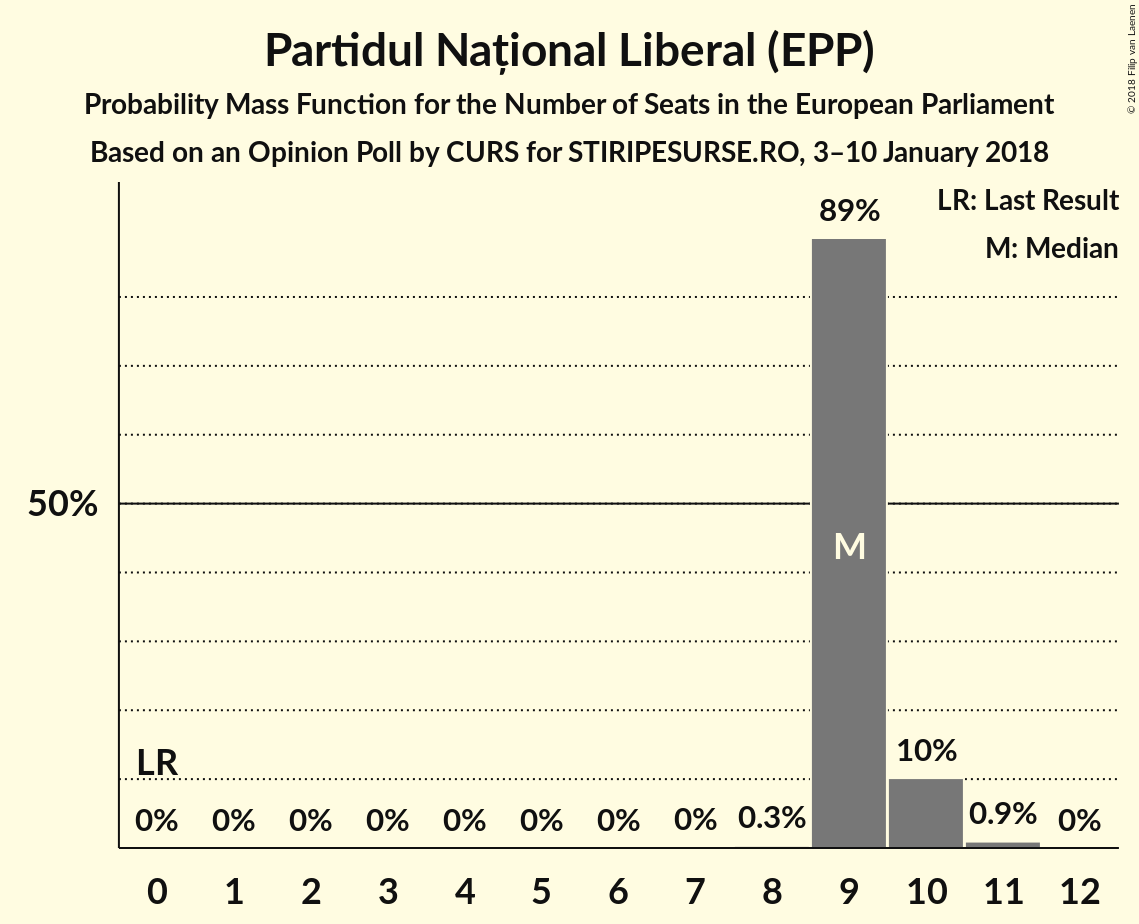 Partidul Național Liberal (EPP)
Probability Mass Function for the Number of Seats in the European Parliament
Based on an Opinion Poll by CURS for STIRIPESURSE.RO, 3–10 January 2018
© 2018 Filip van Laenen
LR: Last Result
M: Median
89%
50%
M
LR
10%
0% 0% 0% 0% 0% 0% 0% 0% 0.3% 0.9% 0%
0 1 2 3 4 5 6 7 8 9 10 11 12